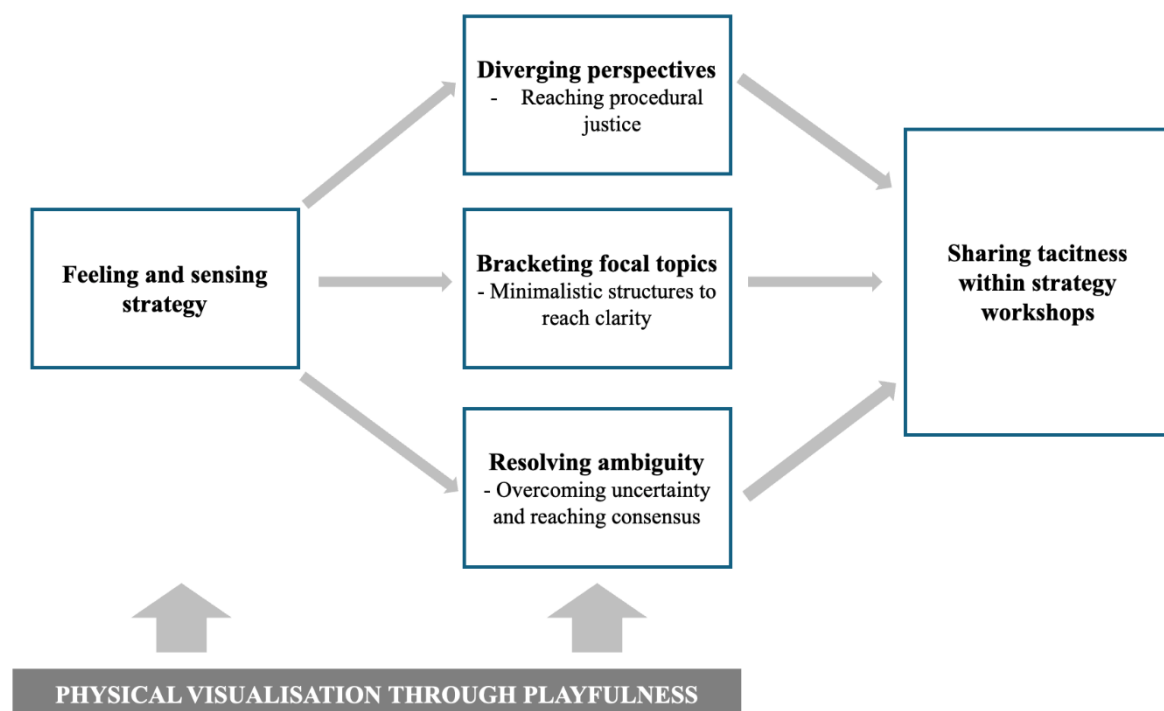 Diverging perspectives
- Reaching procedural
justice
Feeling and sensing
strategy
Bracketing focal topics
- Minimalistic structures to
reach clarity
Resolving ambiguity
- Overcoming uncertainty
and reaching consensus
Sharing tacitness
within strategy
workshops
PHYSICAL VISUALISATION THROUGH PLAYFULNESS